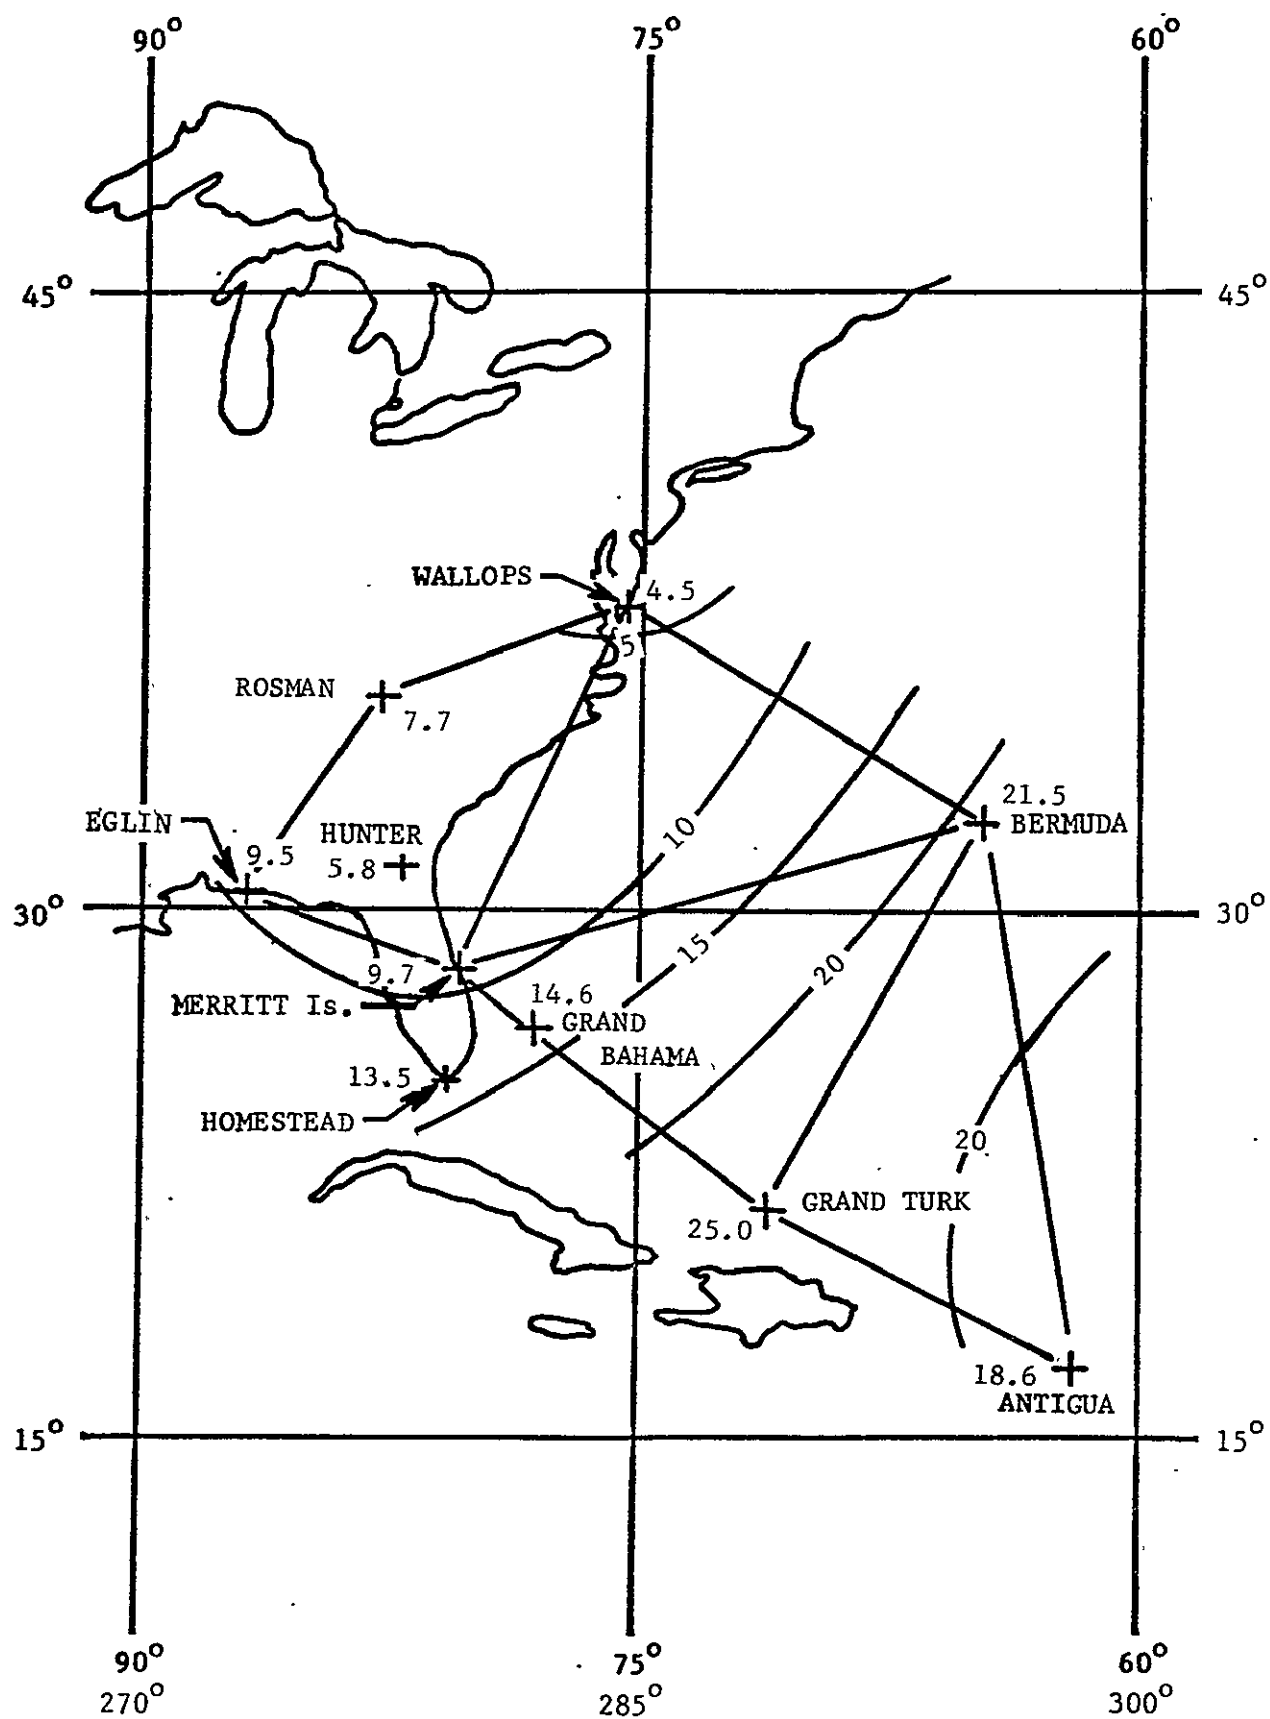 90° 75° 60°
45° 45°
WALLOPS
4.5
5
ROSMAN
7.7
21.5
EGLIN
BERMUDA
HUNTER
10
9.5
5.8
30° 30°
15
9.7
20
14.6
MERRITT Is.
GRAND
BAHAMA
13.5
HOMESTEAD
20
GRAND TURK
25.0
18.6
ANTIGUA
15° 15°
90° 75° 60°
270° 285° 300°